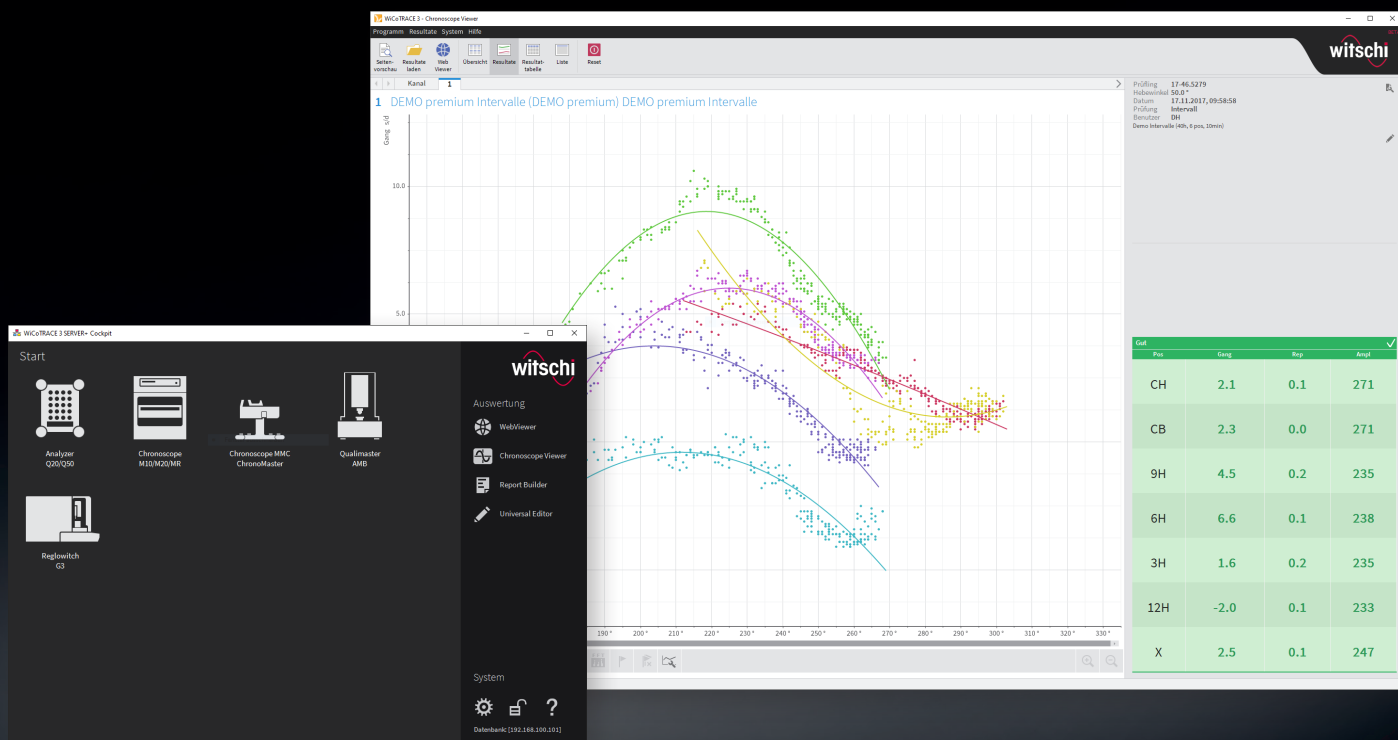 WiCoTRACE 3 - Chronoscope Viewer
Programm Resultate System Hilfe
Seiten-
vorschau
Resultate
laden
Web
Viewer
Übersicht
Resultate
Resultat-
tabelle
Liste
Reset
witschi
Kanal 1
1 DEMO premium Intervalle (DEMO premium) DEMO premium Intervalle
Gang s/d
10.0
5.0
190° 200° 210° 220° 230° 240° 250° 260° 270° 280° 290° 300° 310° 320° 330°
Prüfling 17-46.5279
Hebewinkel 50.0 °
Datum 17.11.2017, 09:58:58
Prüfung Intervall
Benutzer DH
Demo Intervalle (40h, 6 pos, 10min)
Gut
Pos Gang Rep Ampl
CH 2.1 0.1 271
CB 2.3 0.0 271
9H 4.5 0.2 235
6H 6.6 0.1 238
3H 1.6 0.2 235
12H -2.0 0.1 233
X 2.5 0.1 247
WiCoTRACE 3 SERVER+ Cockpit
Start
witschi
Analyzer
Q20/Q50
Chronoscope
M10/M20/MR
Chronoscope MMC
ChronoMaster
Qualimaster
AMB
Reglowitch
G3
Auswertung
WebViewer
Chronoscope Viewer
Report Builder
Universal Editor
System
?
Datenbank: [192.168.100.101]